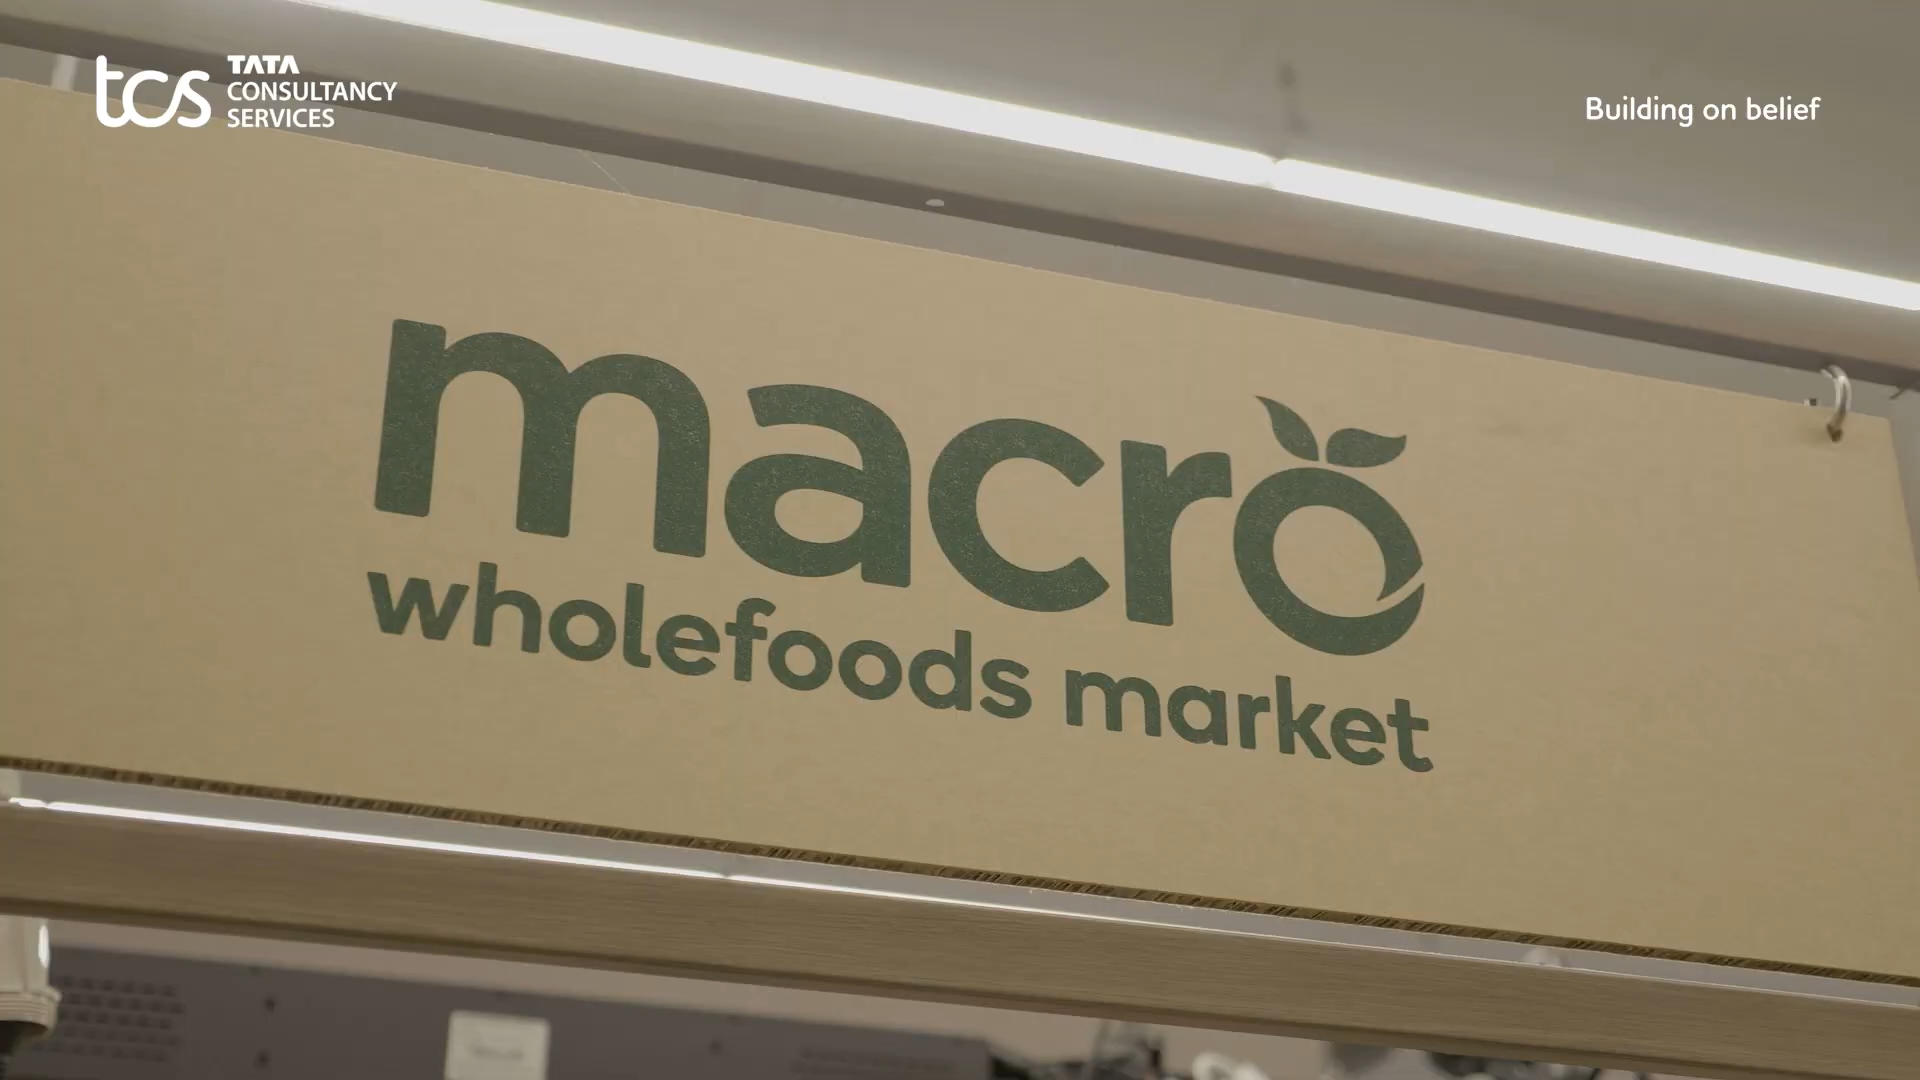 tcs
TATA
CONSULTANCY
SERVICES
Building on belief
macro
wholefoods market